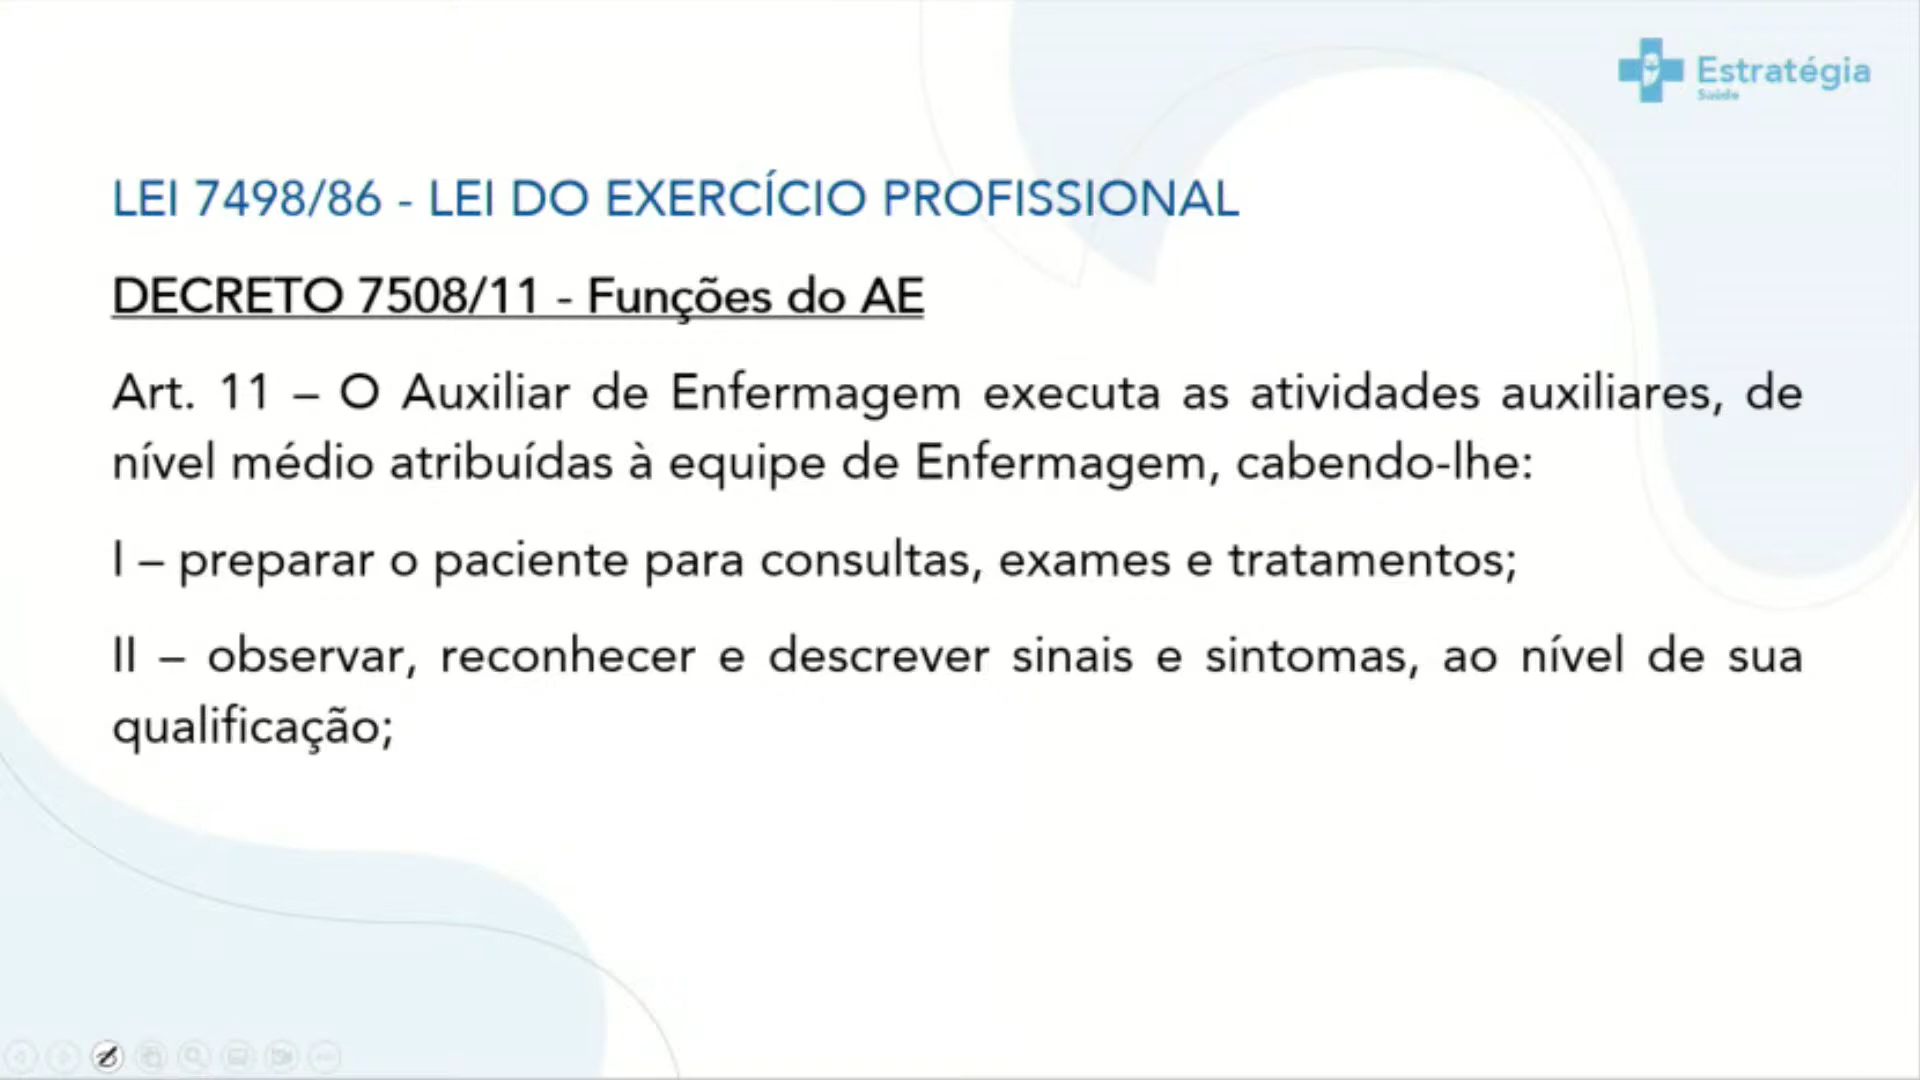 Estratégia
Saúde
LEI 7498/86 - LEI DO EXERCÍCIO PROFISSIONAL
DECRETO 7508/11 - Funções do AE
Art. 11 – O Auxiliar de Enfermagem executa as atividades auxiliares, de
nível médio atribuídas à equipe de Enfermagem, cabendo-lhe:
I – preparar o paciente para consultas, exames e tratamentos;
II – observar, reconhecer e descrever sinais e sintomas, ao nível de sua
qualificação;